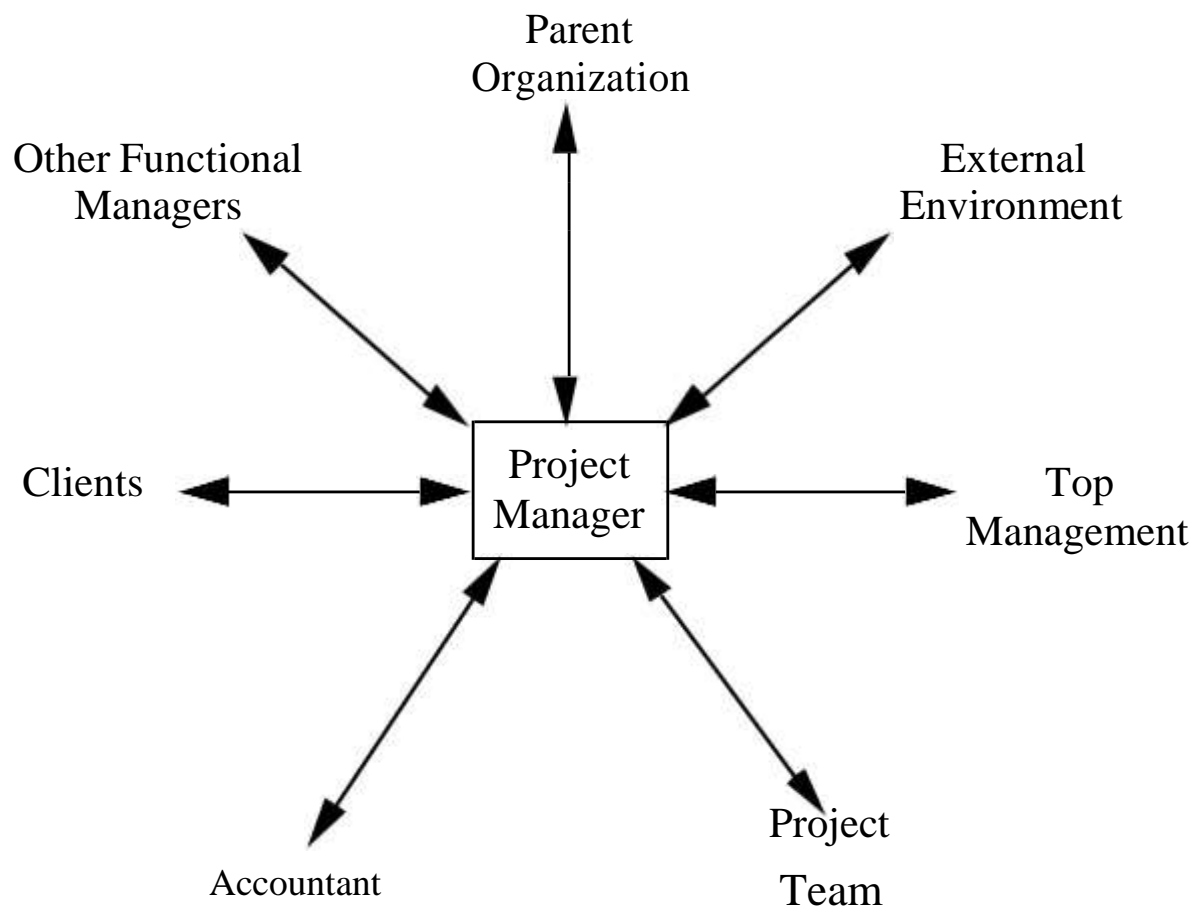 Parent
Organization
Other Functional
Managers
External
Environment
Clients
Project
Manager
Top
Management
Accountant
Project
Team